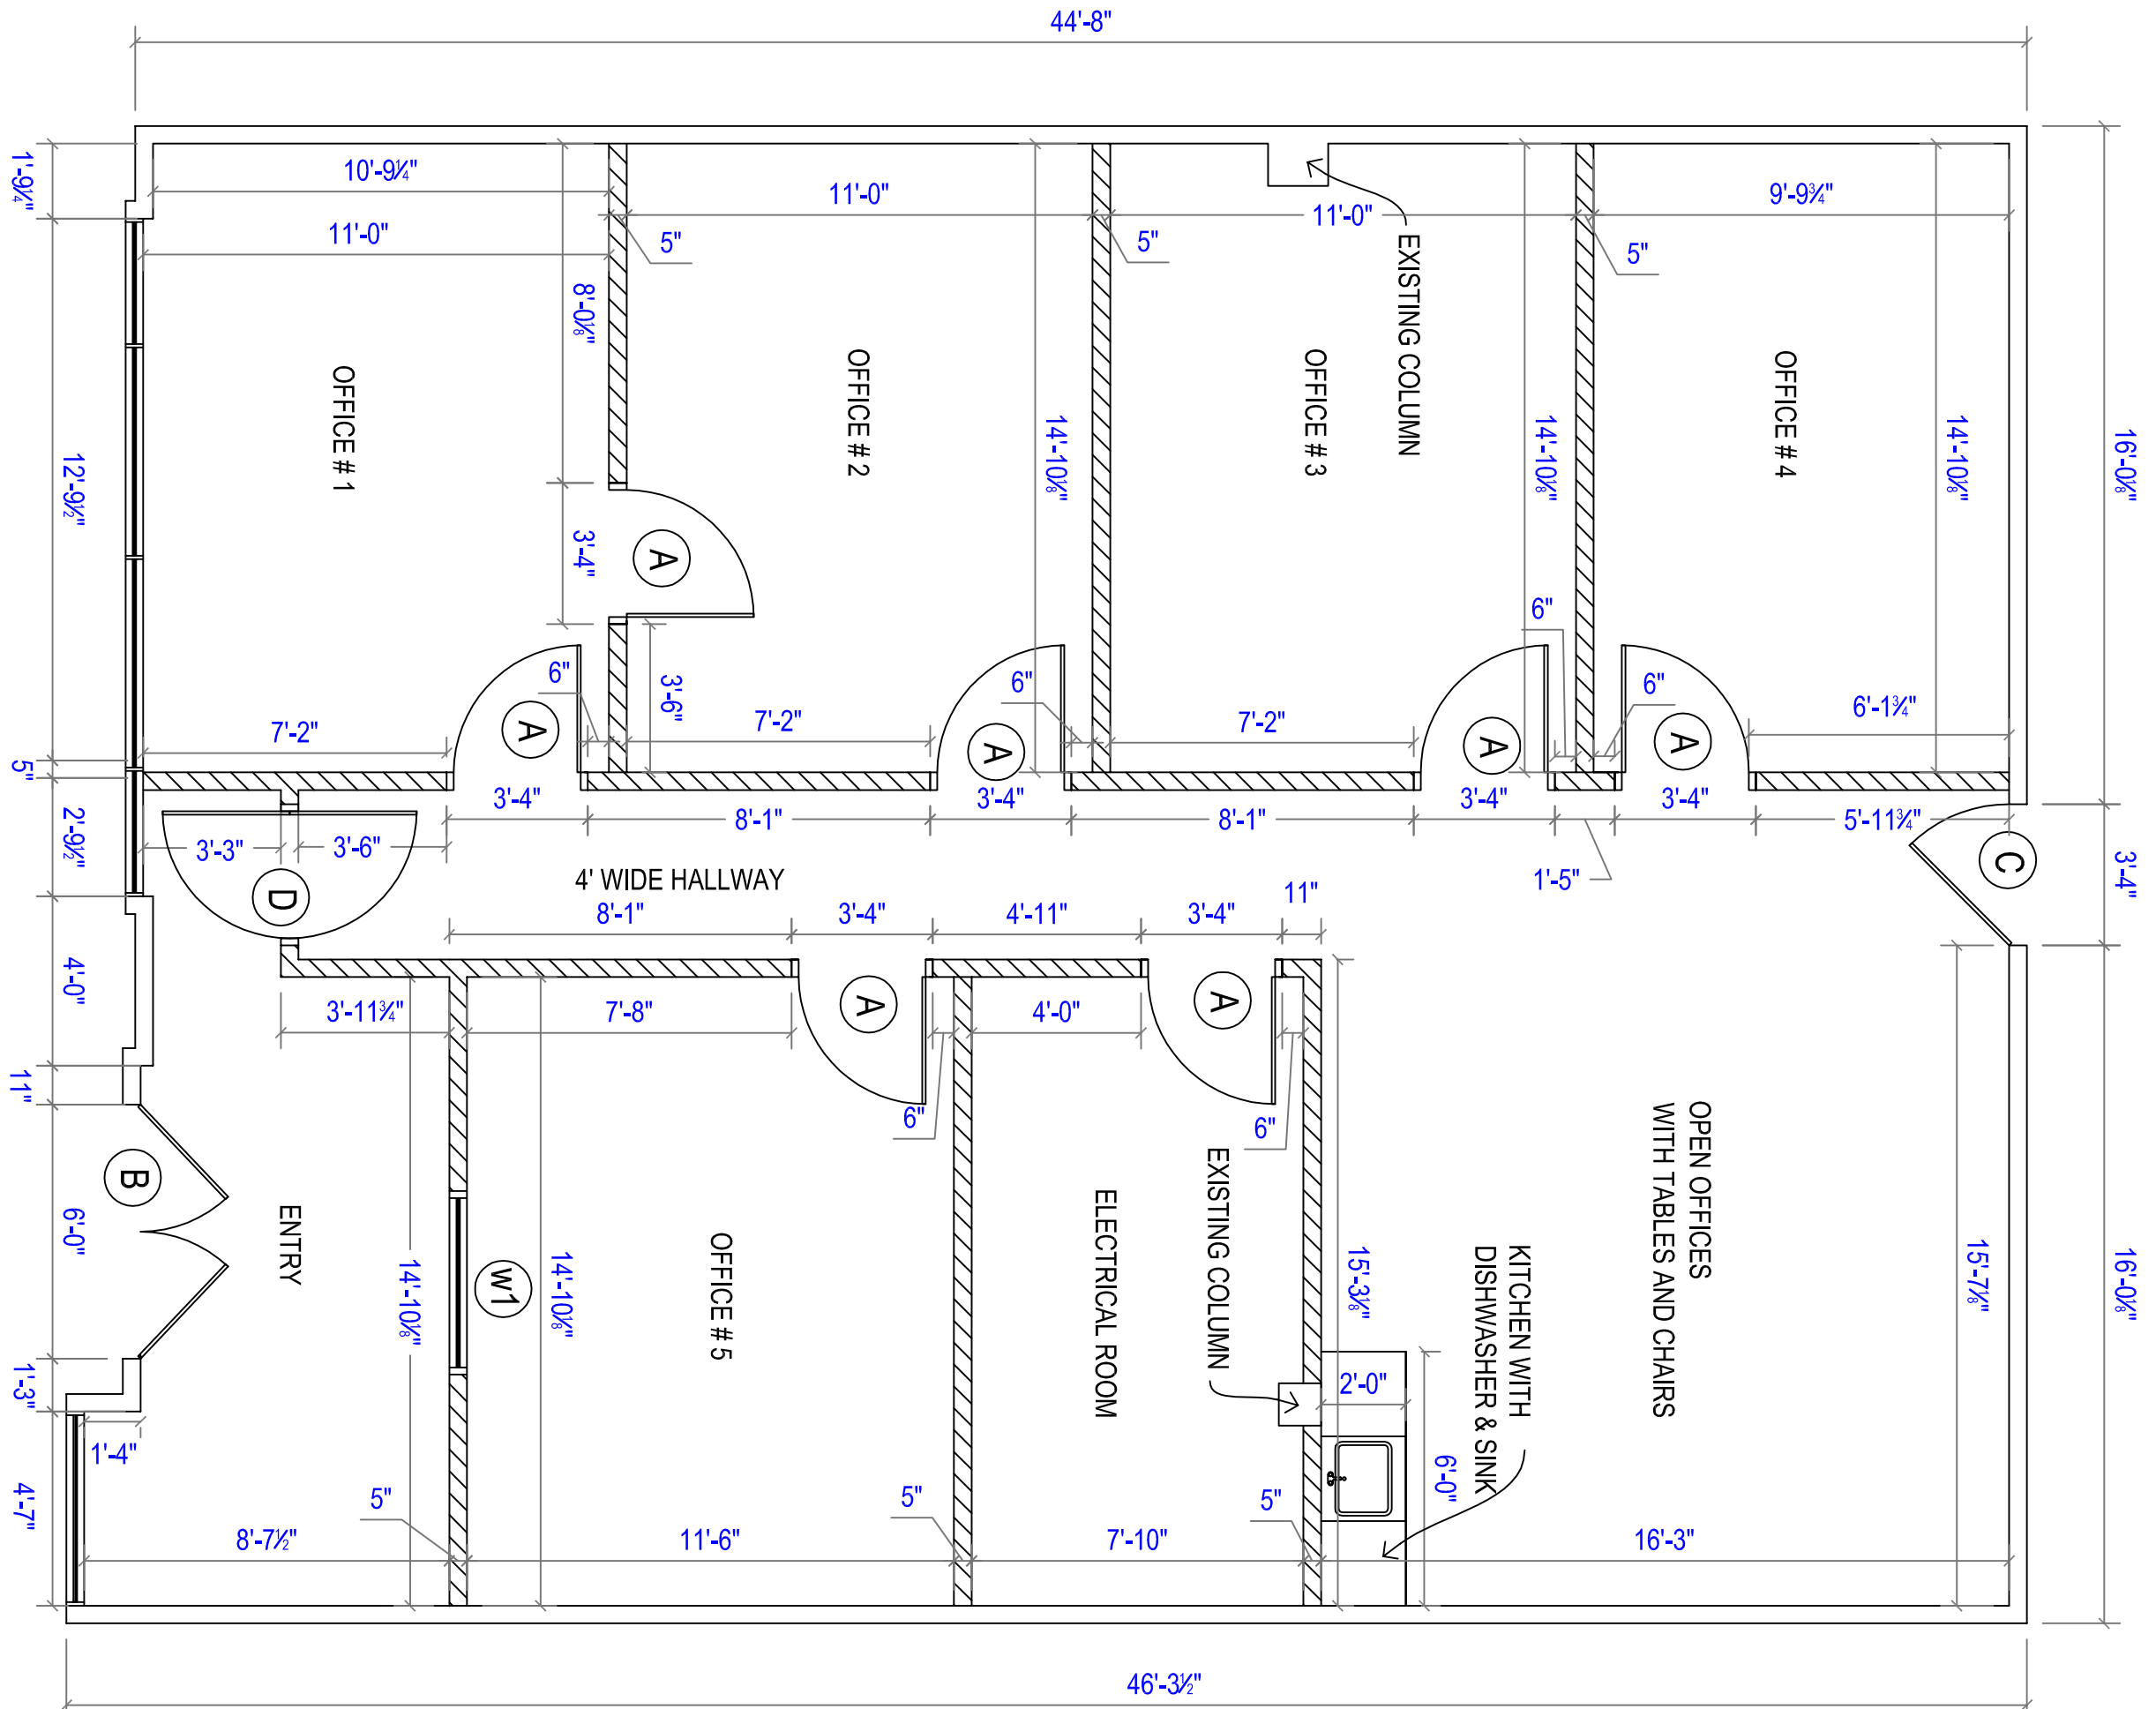 44'-8"
10'-9¼"
11'-0"
11'-0"
9'-9¾"
11'-0"
5"
5"
5"
1'-9¼"
8'-0⅛"
EXISTING COLUMN
OFFICE # 1
OFFICE # 2
OFFICE # 3
OFFICE # 4
14'-10⅛"
14'-10⅛"
14'-10⅛"
16'-0⅛"
12'-9½"
3'-4"
A
3'-6"
6"
6"
6"
6"
7'-2"
7'-2"
7'-2"
6'-1¾"
A
A
A
A
5"
2'-9½"
3'-4"
8'-1"
3'-4"
8'-1"
3'-4"
3'-4"
5'-11¾"
3'-3"
3'-6"
D
4' WIDE HALLWAY
1'-5"
C
3'-4"
8'-1"
3'-4"
4'-11"
3'-4"
11"
4'-0"
3'-11¾"
7'-8"
A
4'-0"
A
11"
6"
6"
B
6'-0"
ENTRY
14'-10⅛"
W1
14'-10⅛"
OFFICE # 5
ELECTRICAL ROOM
EXISTING COLUMN
15'-3⅛"
KITCHEN WITH
DISHWASHER & SINK
OPEN OFFICES
WITH TABLES AND CHAIRS
15'-7⅛"
16'-0⅛"
1'-3"
1'-4"
2'-0"
6'-0"
4'-7"
5"
5"
5"
8'-7½"
11'-6"
7'-10"
16'-3"
46'-3½"